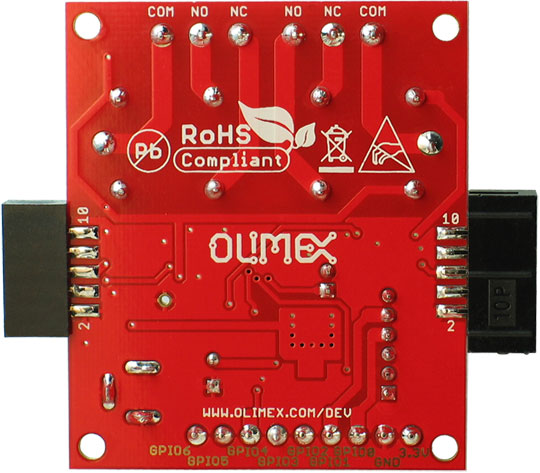 COM NO NC NO NC COM
Pb
RoHS
Compliant
10
10
OLIMEX
10P
2
2
WWW.OLIMEX.COM/DEV
GPIO6 GPIO4 GPIO2 GPIO0 3.3V
GPIO5 GPIO3 GPIO1 GND